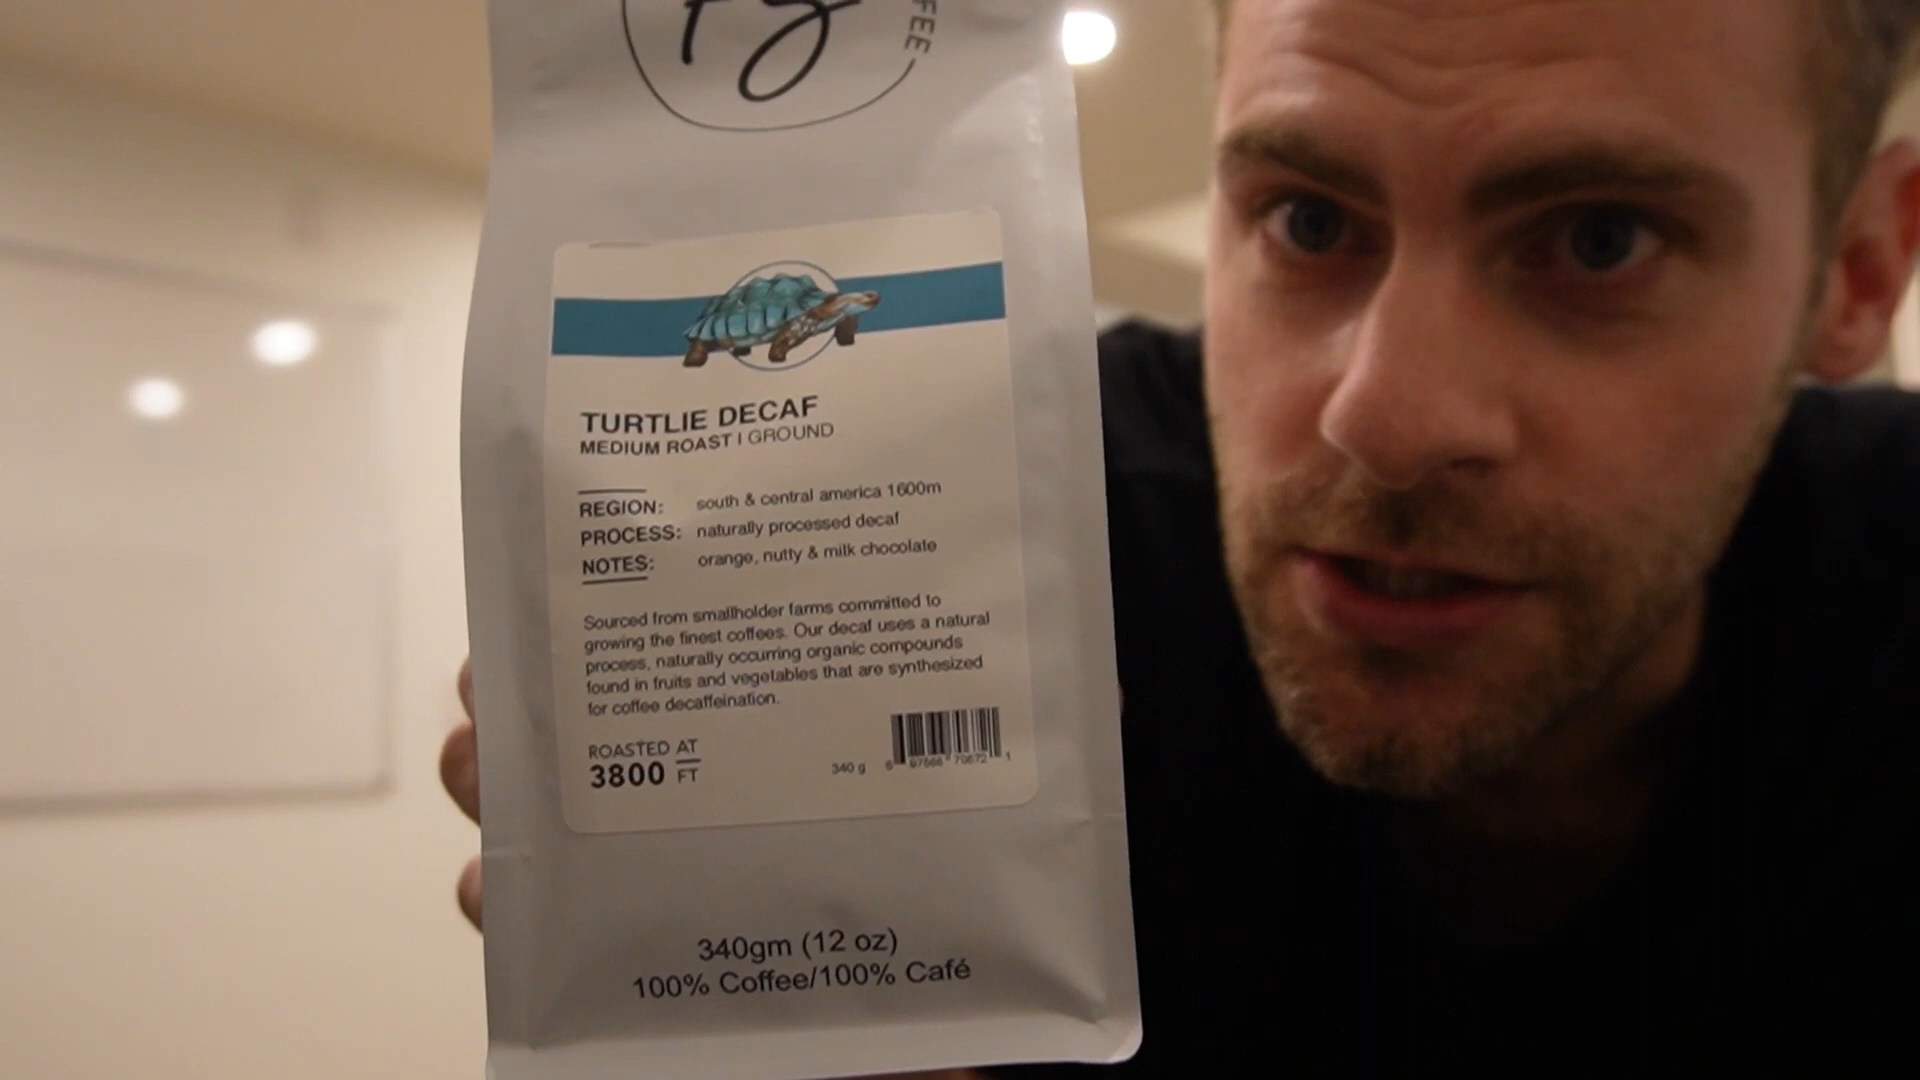 FEE
TURTLIE DECAF
MEDIUM ROAST | GROUND
REGION: south & central america 1600m
PROCESS: naturally processed decaf
NOTES: orange, nutty & milk chocolate
Sourced from smallholder farms committed to
growing the finest coffees. Our decaf uses a natural
process, naturally occurring organic compounds
found in fruits and vegetables that are synthesized
for coffee decaffeination.
ROASTED AT
3800 FT
340 g
340gm (12 oz)
100% Coffee/100% Café